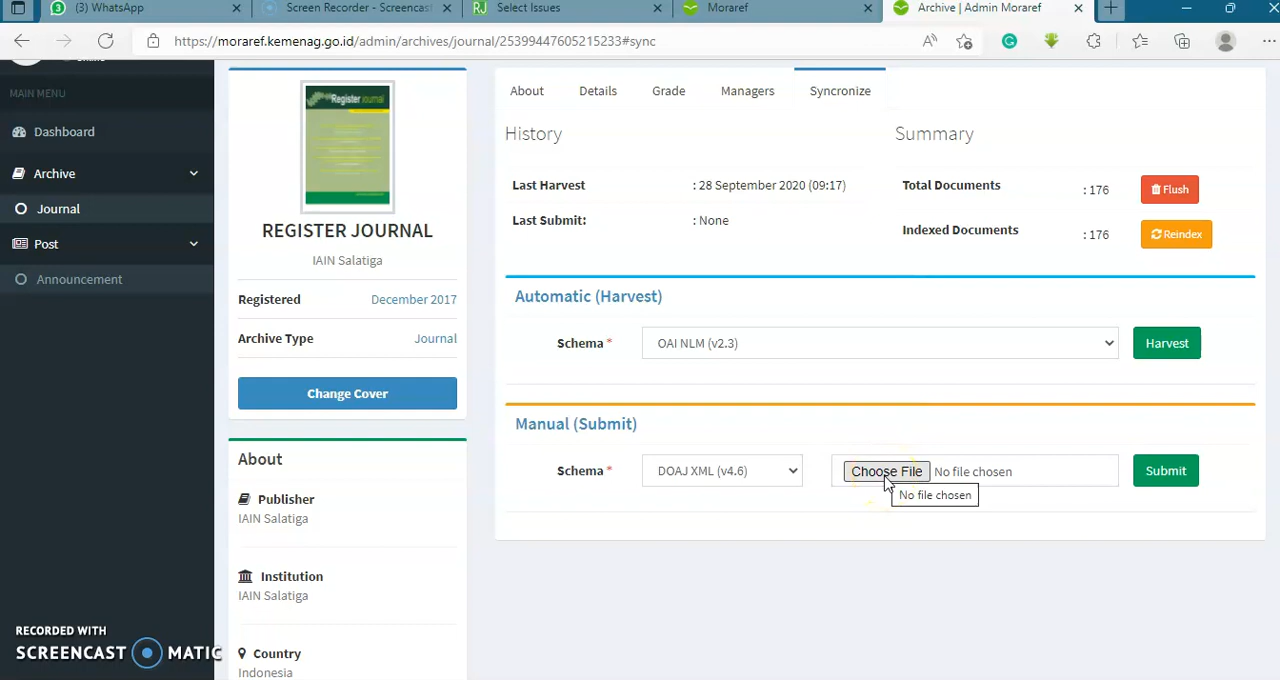 (3) WhatsApp
Screen Recorder - Screencast
RJ Select Issues
Moraref
Archive | Admin Moraref
https://moraref.kemenag.go.id/admin/archives/journal/25399447605215233#sync
MAIN MENU
Dashboard
Archive
Journal
Post
Announcement
Register Journal
REGISTER JOURNAL
IAIN Salatiga
Registered December 2017
Archive Type Journal
Change Cover
About
Publisher
IAIN Salatiga
Institution
IAIN Salatiga
Country
Indonesia
About Details Grade Managers Syncronize
History
Last Harvest : 28 September 2020 (09:17)
Last Submit: : None
Summary
Total Documents : 176 Flush
Indexed Documents : 176 Reindex
Automatic (Harvest)
Schema * OAI NLM (v2.3) Harvest
Manual (Submit)
Schema * DOAJ XML (v4.6) Choose File No file chosen Submit
No file chosen
RECORDED WITH
SCREENCAST MATIC